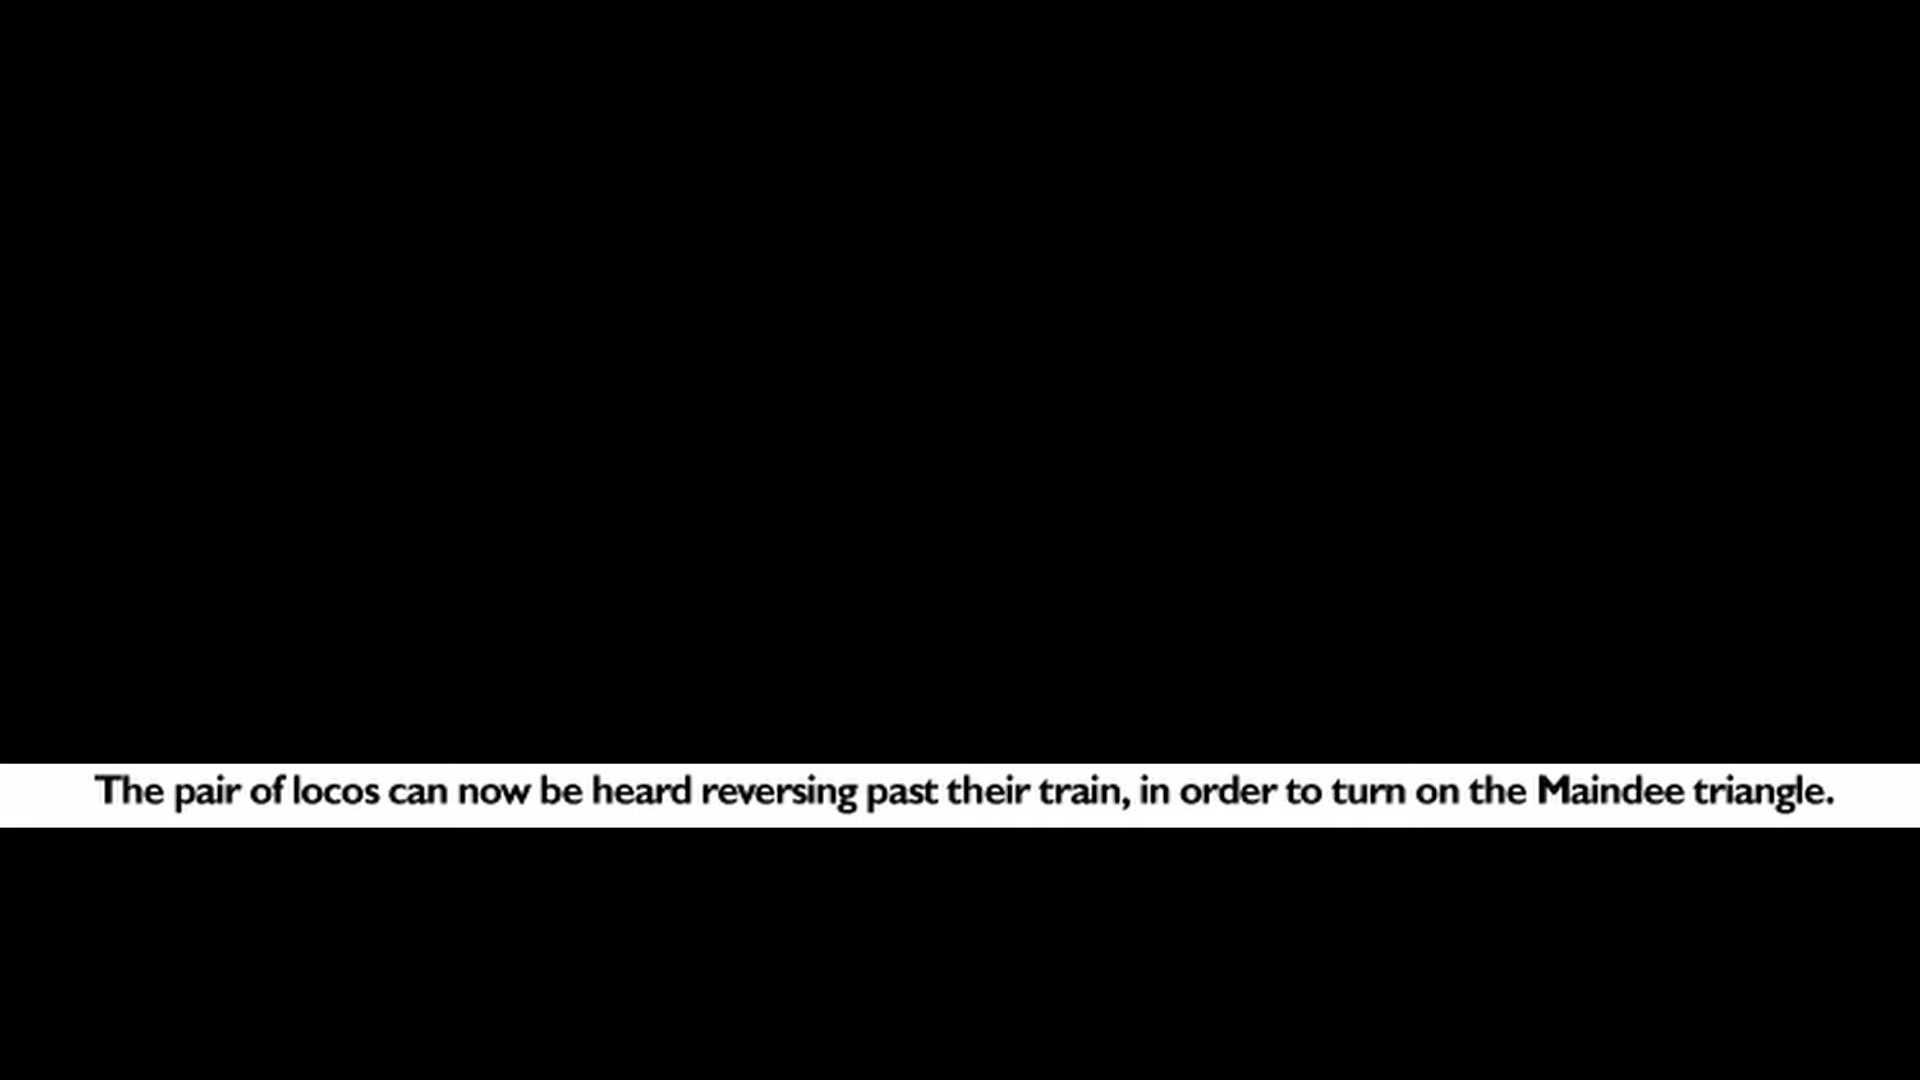 The pair of locos can now be heard reversing past their train, in order to turn on the Maindee triangle.